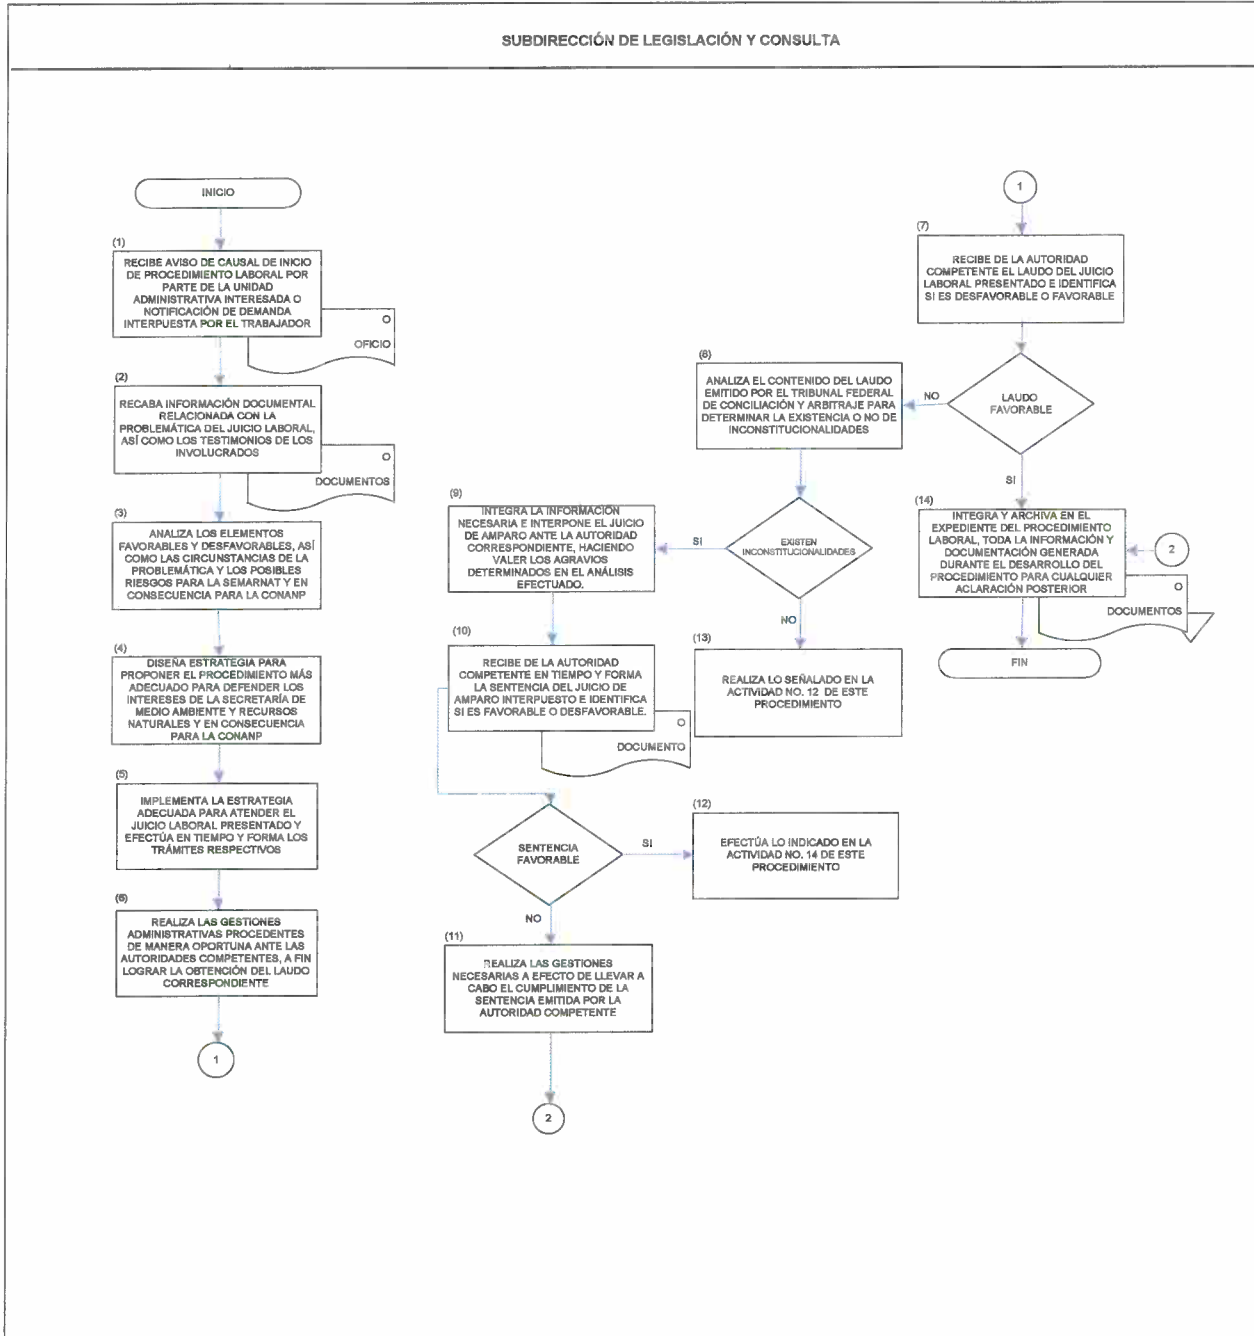 SUBDIRECCIÓN DE LEGISLACIÓN Y CONSULTA
INICIO
(1)
RECIBE AVISO DE CAUSAL DE INICIO
DE PROCEDIMIENTO LABORAL POR
PARTE DE LA UNIDAD
ADMINISTRATIVA INTERESADA O
NOTIFICACIÓN DE DEMANDA
INTERPUESTA POR EL TRABAJADOR
O
OFICIO
(2)
RECABA INFORMACIÓN DOCUMENTAL
RELACIONADA CON LA
PROBLEMÁTICA DEL JUICIO LABORAL,
ASÍ COMO LOS TESTIMONIOS DE LOS
INVOLUCRADOS
O
DOCUMENTOS
(3)
ANALIZA LOS ELEMENTOS
FAVORABLES Y DESFAVORABLES, ASÍ
COMO LAS CIRCUNSTANCIAS DE LA
PROBLEMÁTICA Y LOS POSIBLES
RIESGOS PARA LA SEMARNAT Y EN
CONSECUENCIA PARA LA CONANP
(4)
DISEÑA ESTRATEGIA PARA
PROPONER EL PROCEDIMIENTO MÁS
ADECUADO PARA DEFENDER LOS
INTERESES DE LA SECRETARÍA DE
MEDIO AMBIENTE Y RECURSOS
NATURALES Y EN CONSECUENCIA
PARA LA CONANP
(5)
IMPLEMENTA LA ESTRATEGIA
ADECUADA PARA ATENDER EL
JUICIO LABORAL PRESENTADO Y
EFECTÚA EN TIEMPO Y FORMA LOS
TRÁMITES RESPECTIVOS
(6)
REALIZA LAS GESTIONES
ADMINISTRATIVAS PROCEDENTES
DE MANERA OPORTUNA ANTE LAS
AUTORIDADES COMPETENTES, A FIN
LOGRAR LA OBTENCIÓN DEL LAUDO
CORRESPONDIENTE
1
1
(7)
RECIBE DE LA AUTORIDAD
COMPETENTE EL LAUDO DEL JUICIO
LABORAL PRESENTADO E IDENTIFICA
SI ES DESFAVORABLE O FAVORABLE
LAUDO
FAVORABLE
NO
SI
(8)
ANALIZA EL CONTENIDO DEL LAUDO
EMITIDO POR EL TRIBUNAL FEDERAL
DE CONCILIACIÓN Y ARBITRAJE PARA
DETERMINAR LA EXISTENCIA O NO DE
INCONSTITUCIONALIDADES
EXISTEN
INCONSTITUCIONALIDADES
SI
NO
(9)
INTEGRA LA INFORMACIÓN
NECESARIA E INTERPONE EL JUICIO
DE AMPARO ANTE LA AUTORIDAD
CORRESPONDIENTE, HACIENDO
VALER LOS AGRAVIOS
DETERMINADOS EN EL ANÁLISIS
EFECTUADO.
(10)
RECIBE DE LA AUTORIDAD
COMPETENTE EN TIEMPO Y FORMA
LA SENTENCIA DEL JUICIO DE
AMPARO INTERPUESTO E IDENTIFICA
SI ES FAVORABLE O DESFAVORABLE.
O
DOCUMENTO
SENTENCIA
FAVORABLE
SI
NO
(11)
REALIZA LAS GESTIONES
NECESARIAS A EFECTO DE LLEVAR A
CABO EL CUMPLIMIENTO DE LA
SENTENCIA EMITIDA POR LA
AUTORIDAD COMPETENTE
2
(12)
EFECTÚA LO INDICADO EN LA
ACTIVIDAD NO. 14 DE ESTE
PROCEDIMIENTO
(13)
REALIZA LO SEÑALADO EN LA
ACTIVIDAD NO. 12 DE ESTE
PROCEDIMIENTO
(14)
INTEGRA Y ARCHIVA EN EL
EXPEDIENTE DEL PROCEDIMIENTO
LABORAL, TODA LA INFORMACIÓN Y
DOCUMENTACIÓN GENERADA
DURANTE EL DESARROLLO DEL
PROCEDIMIENTO PARA CUALQUIER
ACLARACIÓN POSTERIOR
2
O
DOCUMENTOS
FIN